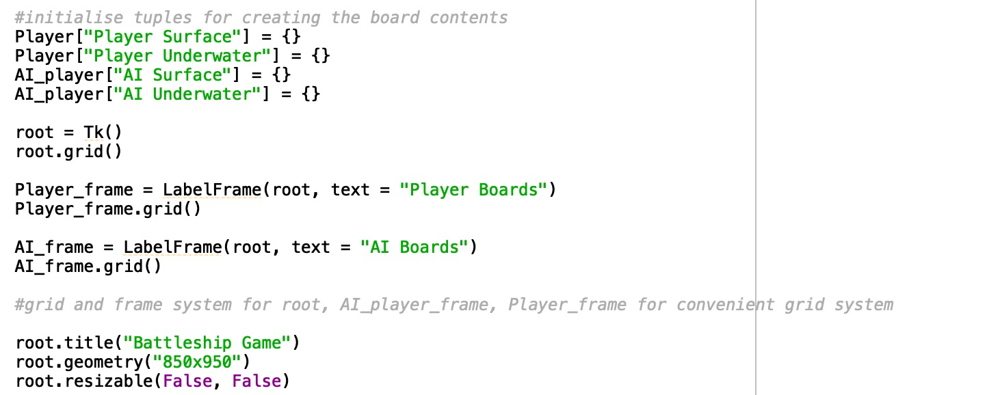 #initialise tuples for creating the board contents
Player["Player Surface"] = {}
Player["Player Underwater"] = {}
AI_player["AI Surface"] = {}
AI_player["AI Underwater"] = {}
root = Tk()
root.grid()
Player_frame = LabelFrame(root, text = "Player Boards")
Player_frame.grid()
AI_frame = LabelFrame(root, text = "AI Boards")
AI_frame.grid()
#grid and frame system for root, AI_player_frame, Player_frame for convenient grid system
root.title("Battleship Game")
root.geometry("850x950")
root.resizable(False, False)